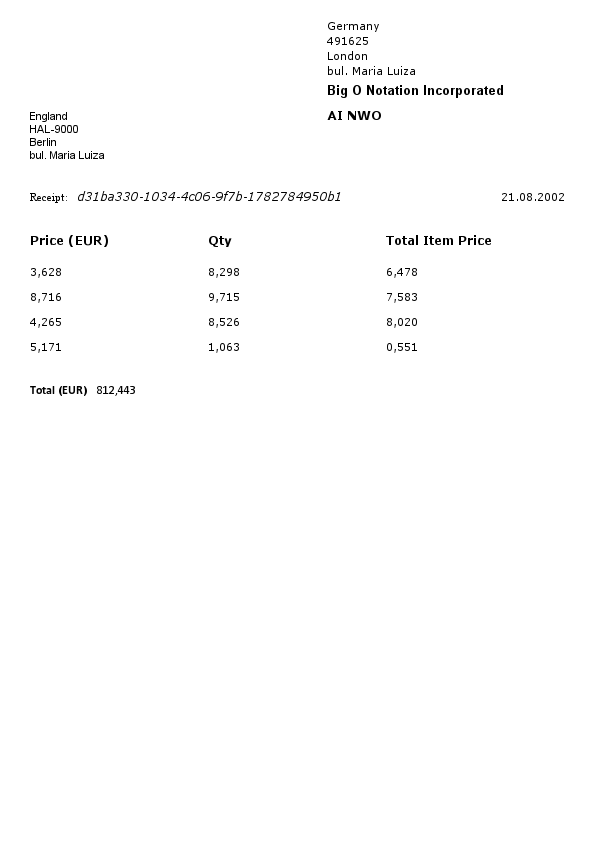 Germany
491625
London
bul. Maria Luiza
Big O Notation Incorporated
AI NWO
England
HAL-9000
Berlin
bul. Maria Luiza
Receipt: d31ba330-1034-4c06-9f7b-1782784950b1 21.08.2002
Price (EUR) Qty Total Item Price
3,628 8,298 6,478
8,716 9,715 7,583
4,265 8,526 8,020
5,171 1,063 0,551
Total (EUR) 812,443